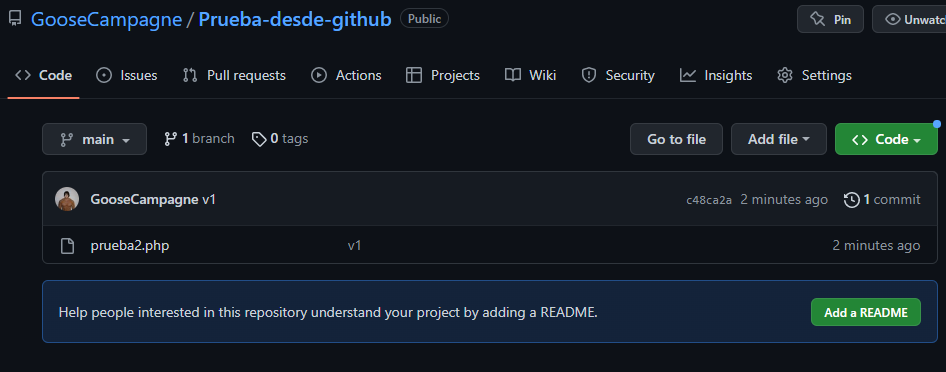 GooseCampagne / Prueba-desde-github Public Pin Unwatc
Code Issues Pull requests Actions Projects Wiki Security Insights Settings
main 1 branch 0 tags Go to file Add file Code
GooseCampagne v1 c48ca2a 2 minutes ago 1 commit
prueba2.php v1 2 minutes ago
Help people interested in this repository understand your project by adding a README. Add a README